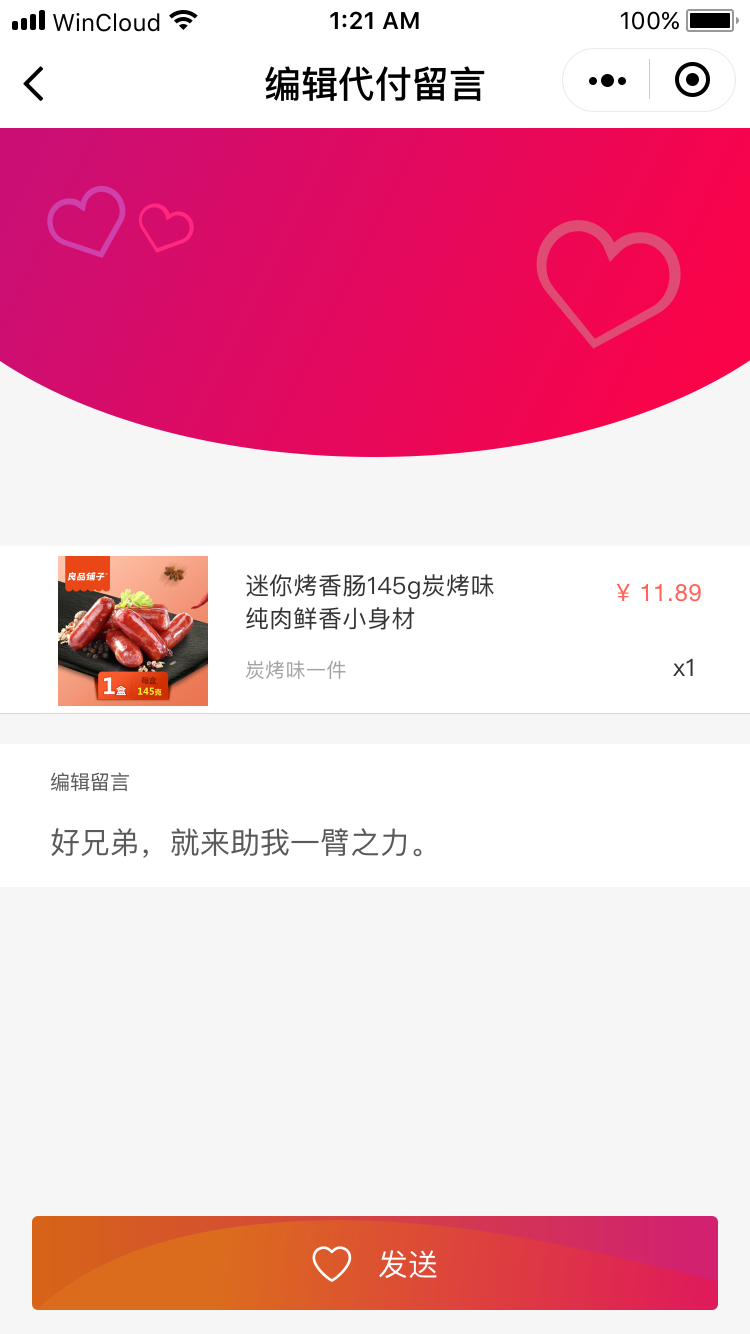 WinCloud 1:21 AM 100%
编辑代付留言
良品铺子
1盒 每盒 145克
迷你烤香肠145g炭烤味
纯肉鲜香小身材
¥ 11.89
炭烤味一件
x1
编辑留言
好兄弟，就来助我一臂之力。
发送